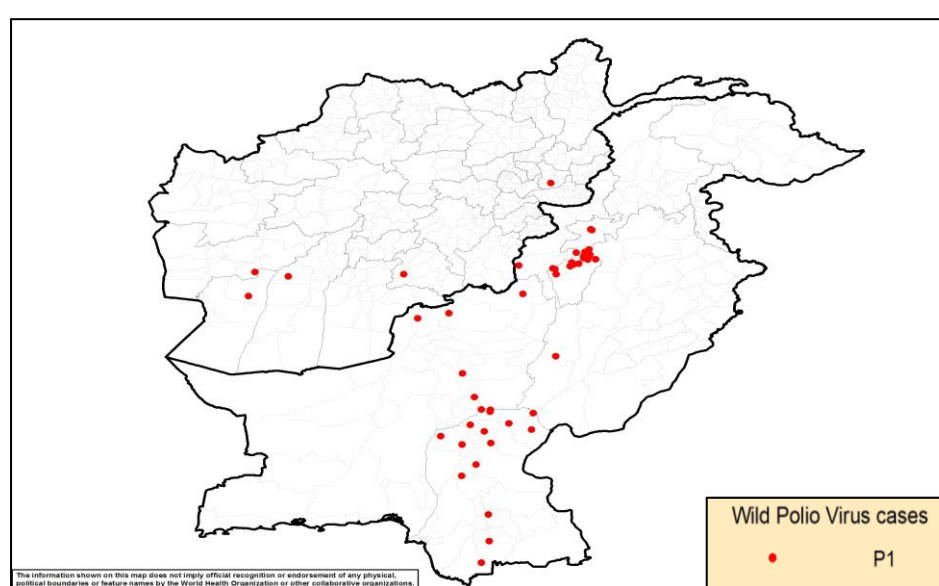 Wild Polio Virus cases
P1
The information shown on this map does not imply official recognition or endorsement of any physical,
political boundaries or feature names by the World Health Organization or other collaborative organizations.